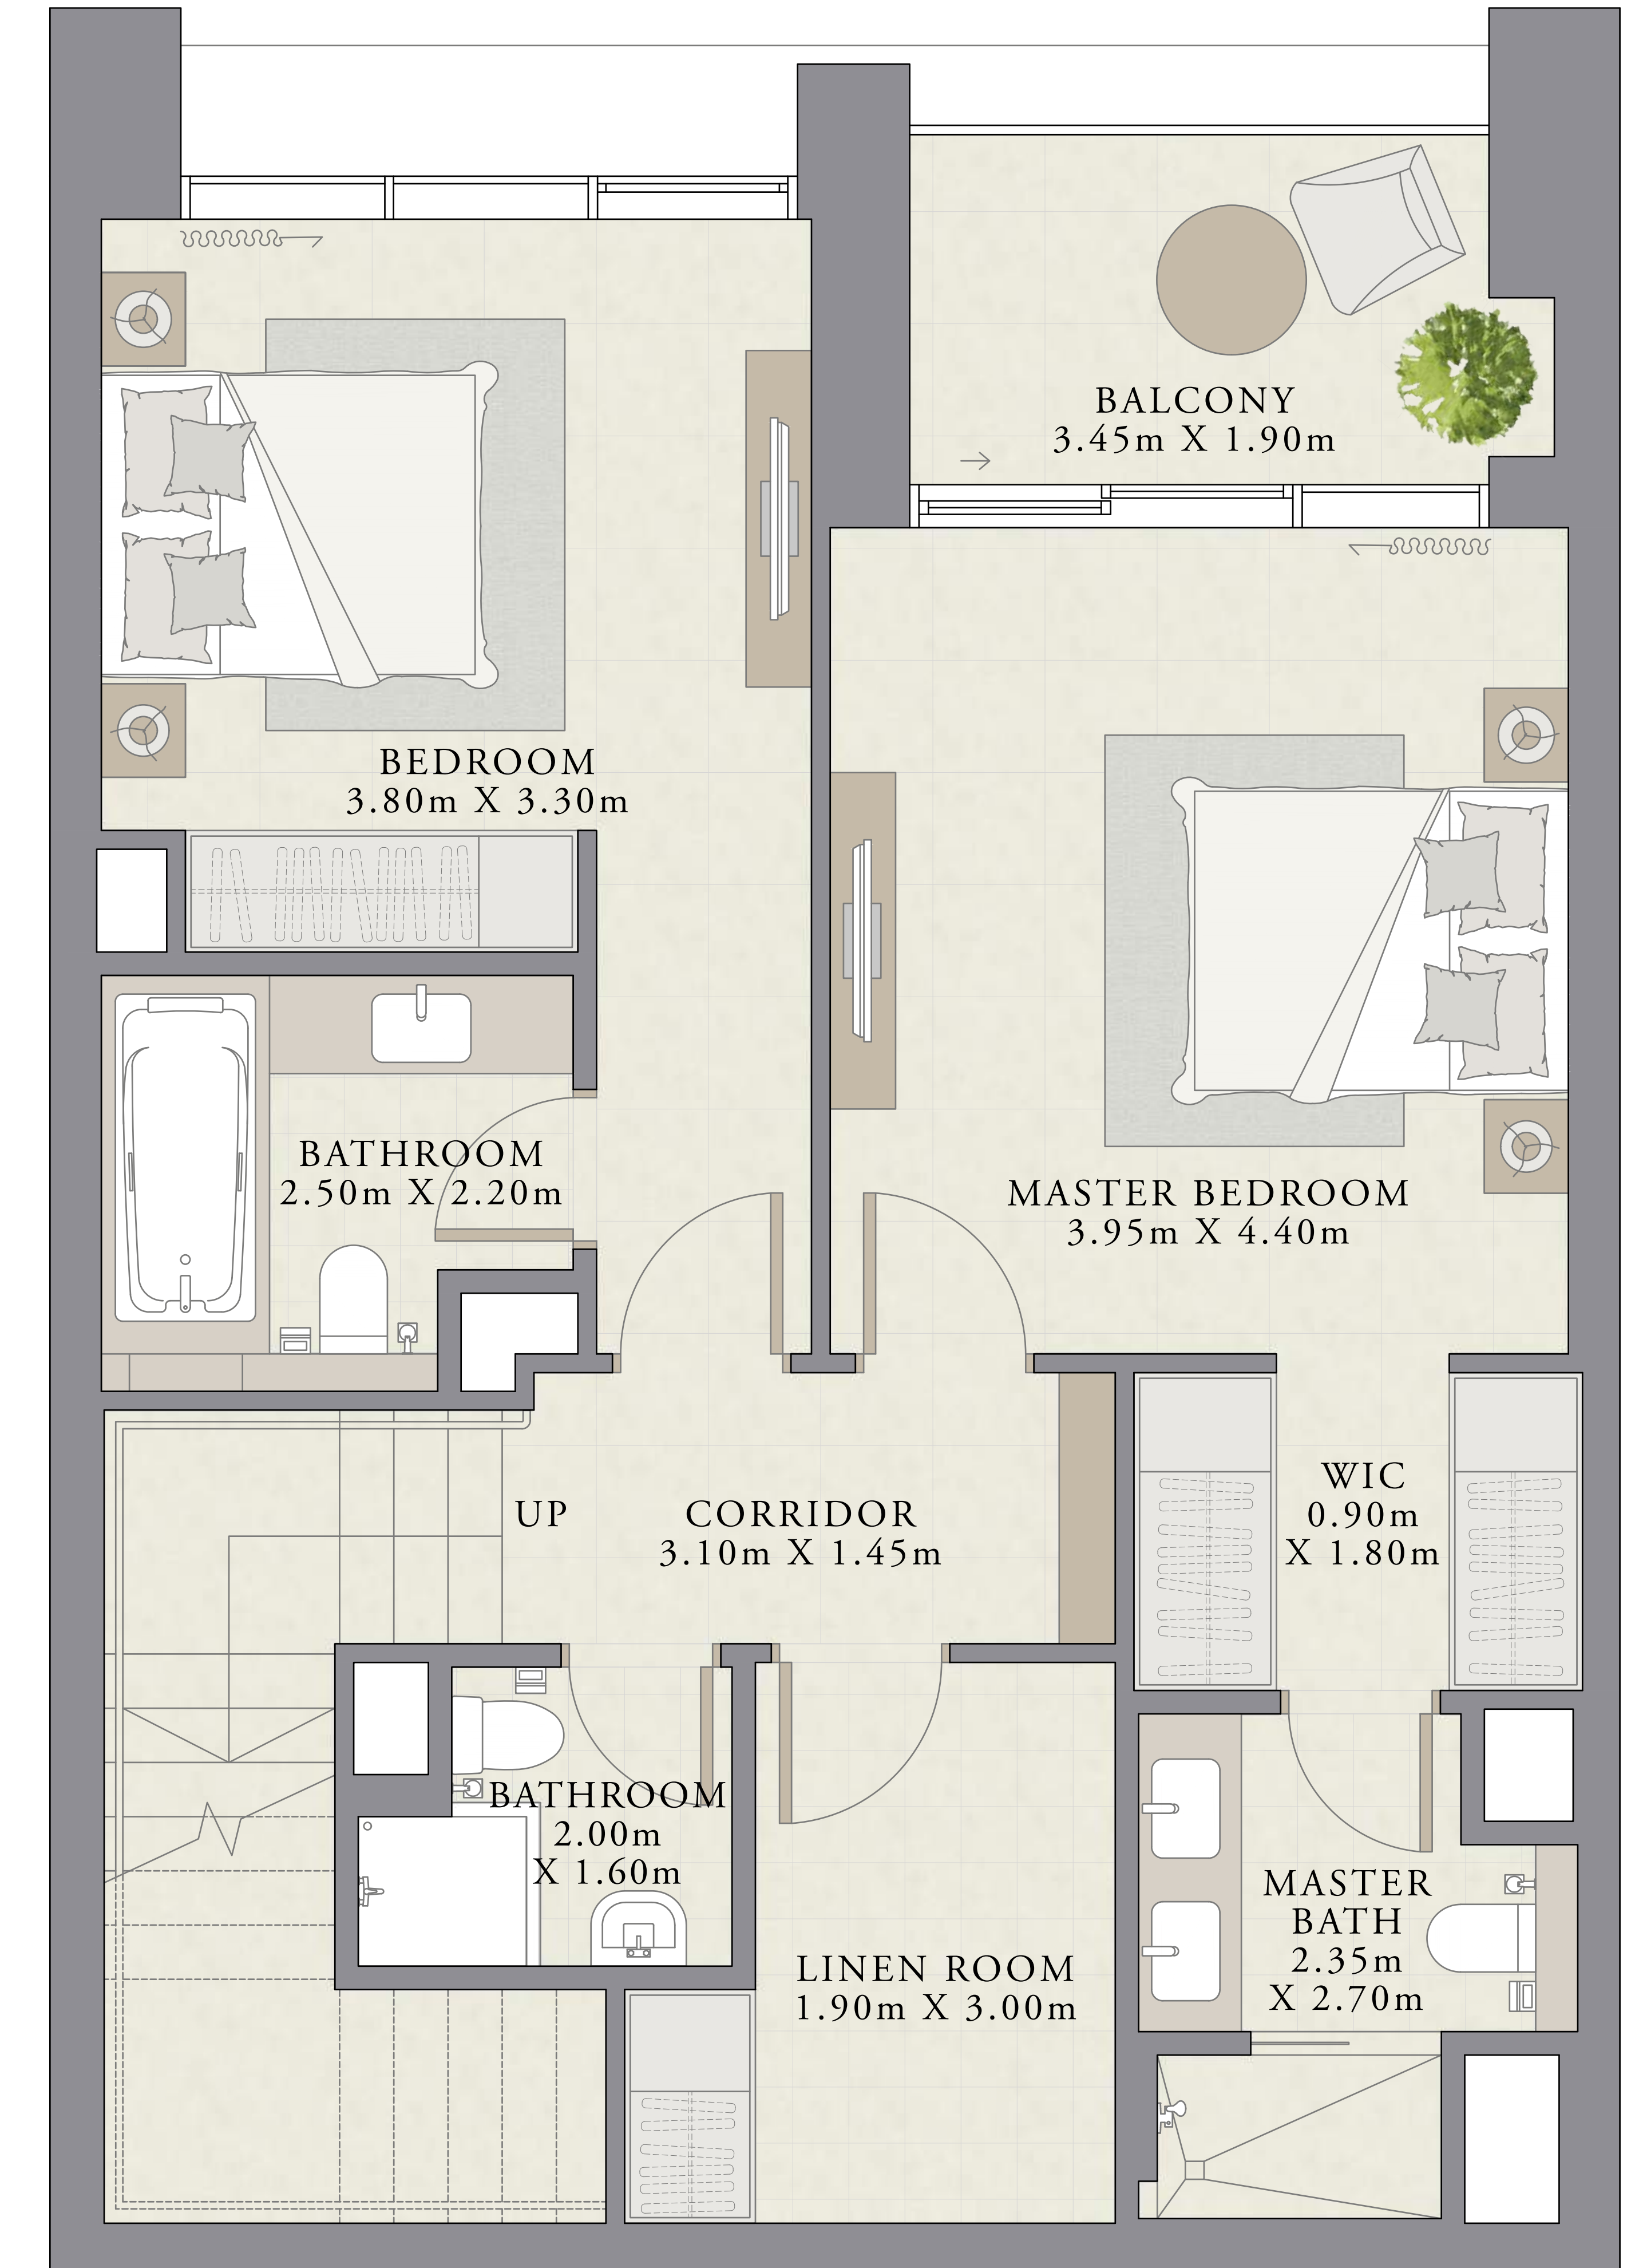 BALCONY
3.45m X 1.90m
BEDROOM
3.80m X 3.30m
BATHROOM
2.50m X 2.20m
MASTER BEDROOM
3.95m X 4.40m
UP
CORRIDOR
3.10m X 1.45m
WIC
0.90m
X 1.80m
BATHROOM
2.00m
X 1.60m
LINEN ROOM
1.90m X 3.00m
MASTER
BATH
2.35m
X 2.70m